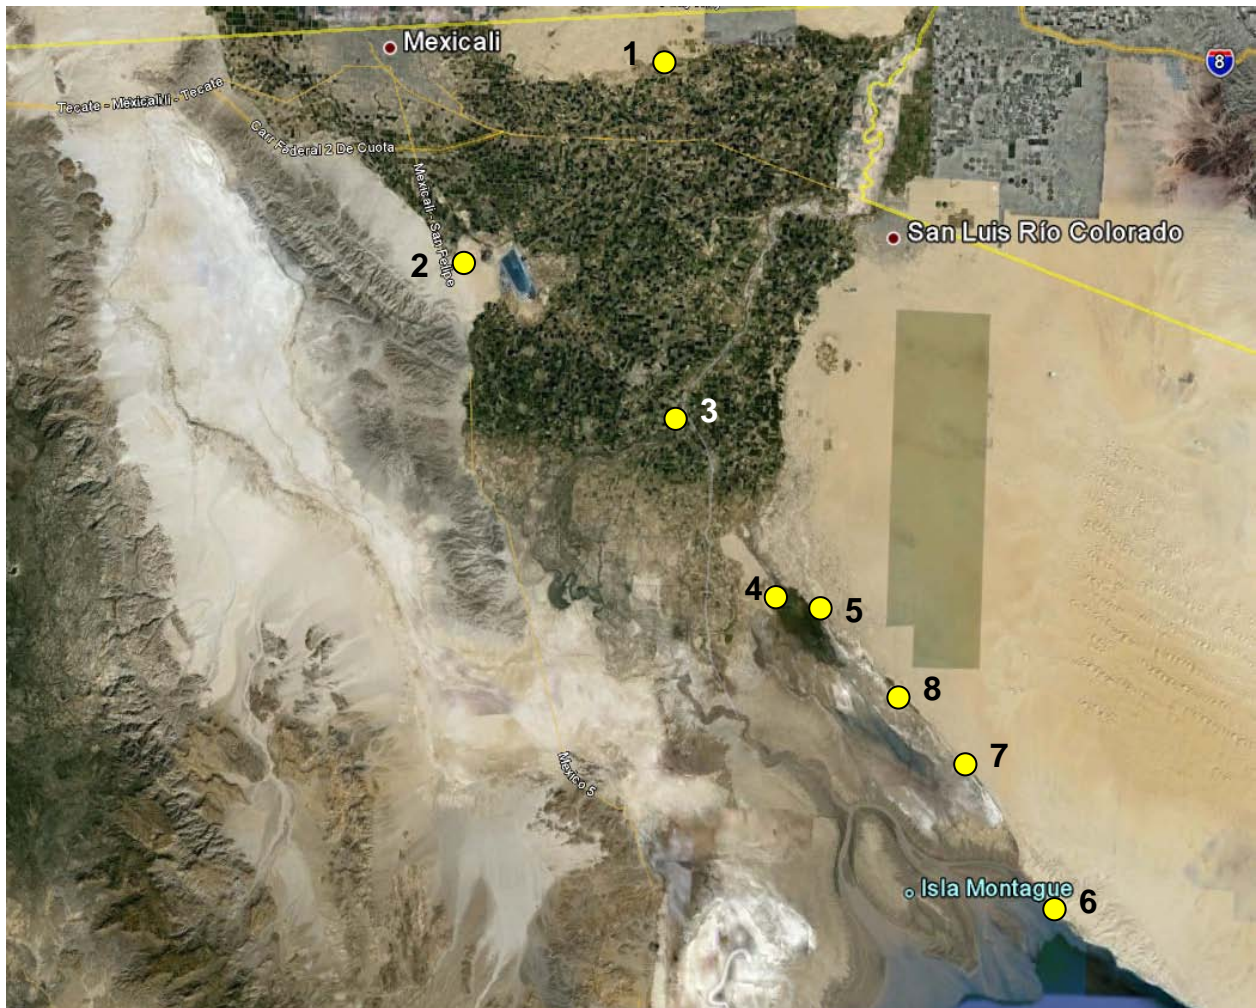 Mexicali
1
8
Tecate - Mexicali
- Tecate
Carr Federal 2 De Cuota
Mexicali - San Felipe
San Luis Río Colorado
2
3
4
5
8
7
Mexico 5
Isla Montague
6